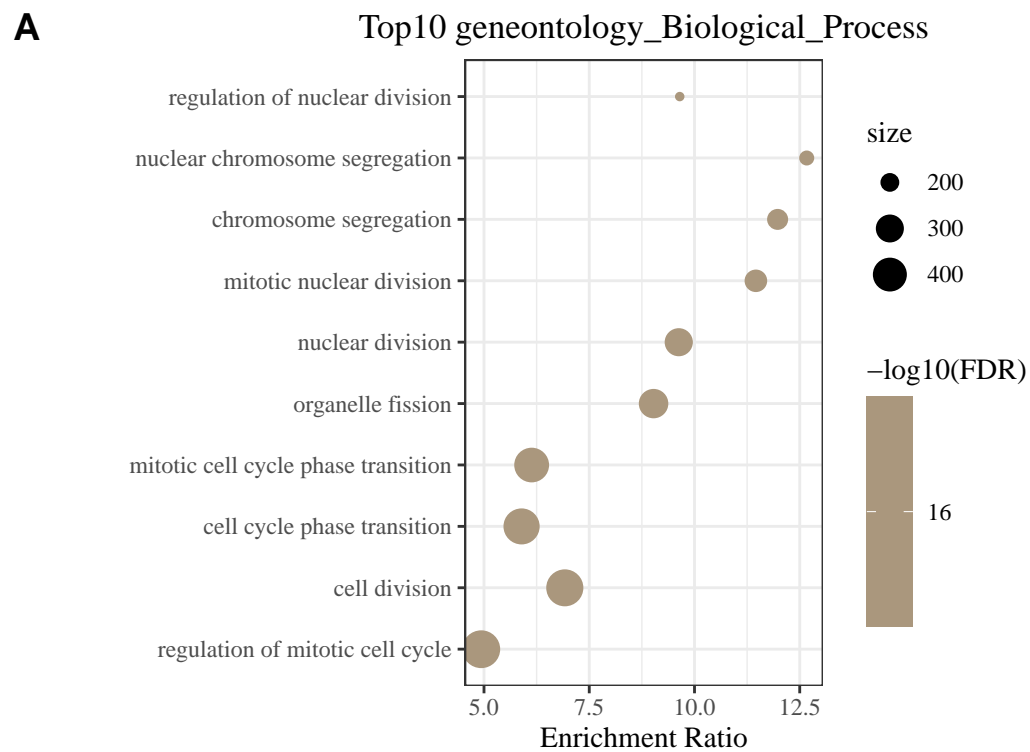 A
Top10 geneontology_Biological_Process
regulation of nuclear division
nuclear chromosome segregation
chromosome segregation
mitotic nuclear division
nuclear division
organelle fission
mitotic cell cycle phase transition
cell cycle phase transition
cell division
regulation of mitotic cell cycle
5.0 7.5 10.0 12.5
Enrichment Ratio
size
200
300
400
−log10(FDR)
16